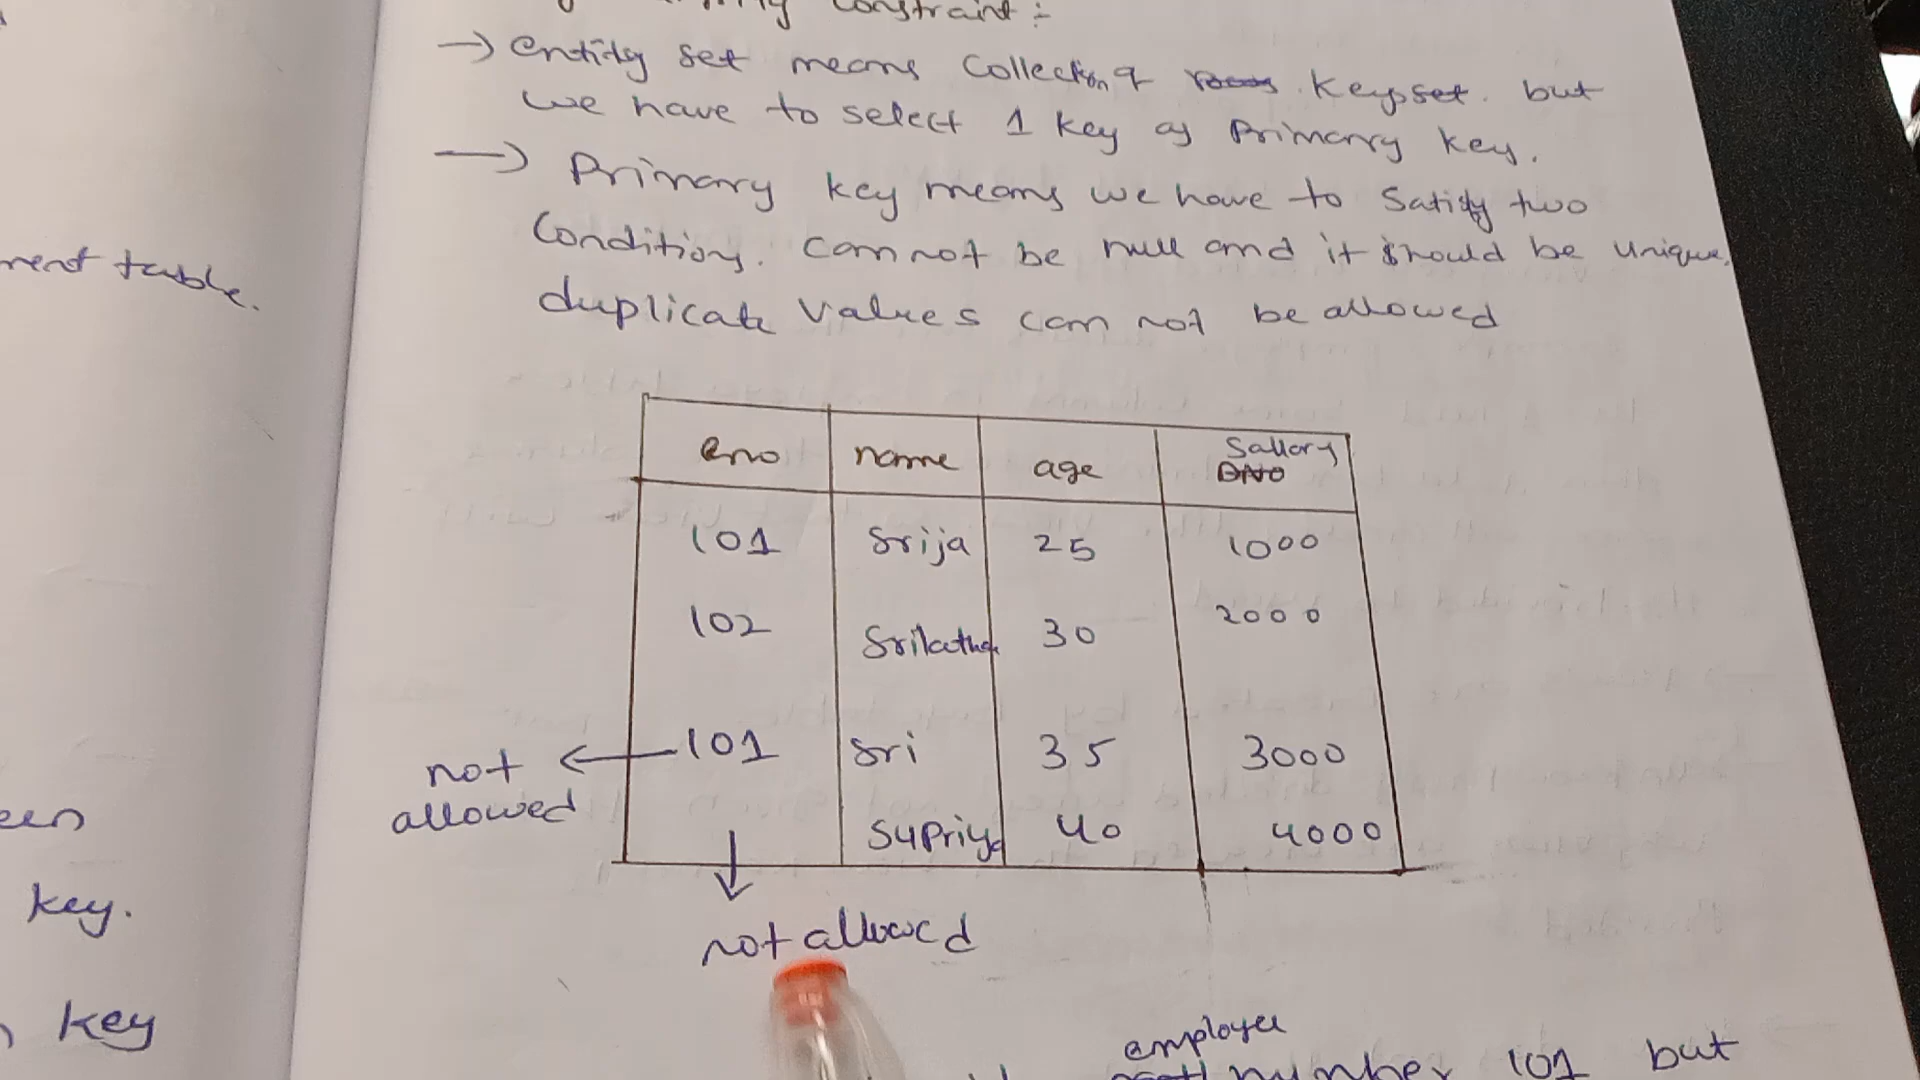 constraint :-
→ entity set means Collection of Keyset. but
we have to select 1 key as Primary key.
→ Primary key means we have to Satisfy two
Conditions. can not be null and it should be unique.
duplicate values can not be allowed
eno name age Sallary
101 Srija 25 1000
102 Srilatha 30 2000
101 Sri 35 3000
not allowed
Supriya 40 4000
not allowed
employee
number 101 but
table.
key.
key